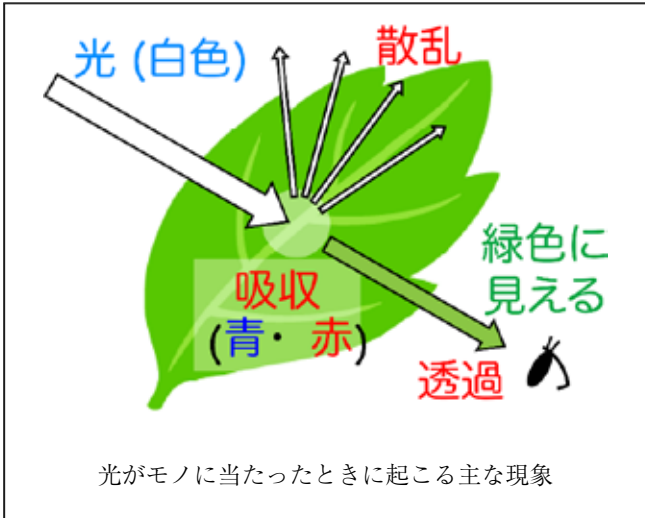 光 (白色)
散乱
緑色に
見える
吸収
(青・赤)
透過
光がモノに当たったときに起こる主な現象